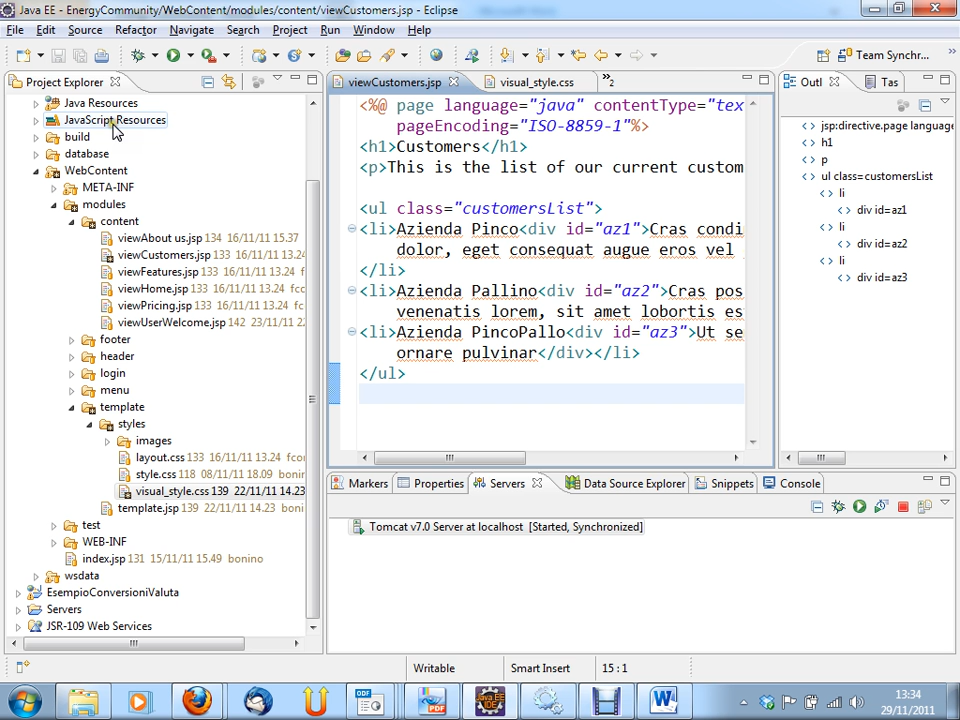 Java EE - EnergyCommunity/WebContent/modules/content/viewCustomers.jsp - Eclipse
File Edit Source Refactor Navigate Search Project Run Window Help
Team Synchr...
Project Explorer
Java Resources
JavaScript Resources
build
database
WebContent
META-INF
modules
content
viewAbout us.jsp 134 16/11/11 15.37
viewCustomers.jsp 133 16/11/11 13.24
viewFeatures.jsp 133 16/11/11 13.24 f
viewHome.jsp 133 16/11/11 13.24 fcor
viewPricing.jsp 133 16/11/11 13.24 fco
viewUserWelcome.jsp 142 23/11/11
footer
header
login
menu
template
styles
images
layout.css 133 16/11/11 13.24 fcor
style.css 118 08/11/11 18.09 bonin
visual_style.css 139 22/11/11 14.23
template.jsp 139 22/11/11 14.23 boni
test
WEB-INF
index.jsp 131 15/11/11 15.49 bonino
wsdata
EsempioConversioniValuta
Servers
JSR-109 Web Services
viewCustomers.jsp visual_style.css »2
<%@ page language="java" contentType="tex
pageEncoding="ISO-8859-1"%>
<h1>Customers</h1>
<p>This is the list of our current custom
<ul class="customersList">
<li>Azienda Pinco<div id="az1">Cras condi
dolor, eget consequat augue eros vel
</li>
<li>Azienda Pallino<div id="az2">Cras pos
venenatis lorem, sit amet lobortis es
<li>Azienda PincoPallo<div id="az3">Ut se
ornare pulvinar</div></li>
</ul>
Outl Tas
jsp:directive.page language
h1
p
ul class=customersList
li
div id=az1
li
div id=az2
li
div id=az3
Markers Properties Servers Data Source Explorer Snippets Console
Tomcat v7.0 Server at localhost [Started, Synchronized]
Writable Smart Insert 15 : 1
13:34
29/11/2011